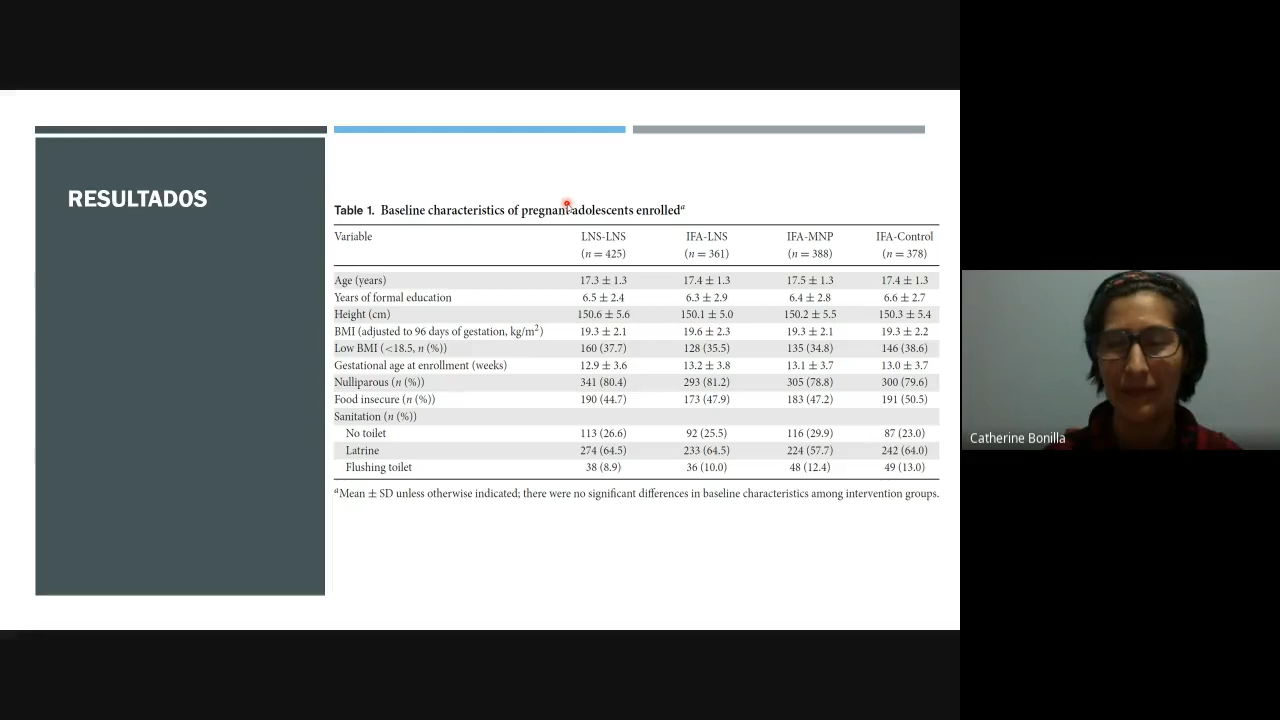 RESULTADOS
Table 1. Baseline characteristics of pregnant adolescents enrolledᵃ
Variable LNS-LNS IFA-LNS IFA-MNP IFA-Control
(n = 425) (n = 361) (n = 388) (n = 378)
Age (years) 17.3 ± 1.3 17.4 ± 1.3 17.5 ± 1.3 17.4 ± 1.3
Years of formal education 6.5 ± 2.4 6.3 ± 2.9 6.4 ± 2.8 6.6 ± 2.7
Height (cm) 150.6 ± 5.6 150.1 ± 5.0 150.2 ± 5.5 150.3 ± 5.4
BMI (adjusted to 96 days of gestation, kg/m²) 19.3 ± 2.1 19.6 ± 2.3 19.3 ± 2.1 19.3 ± 2.2
Low BMI (<18.5, n (%)) 160 (37.7) 128 (35.5) 135 (34.8) 146 (38.6)
Gestational age at enrollment (weeks) 12.9 ± 3.6 13.2 ± 3.8 13.1 ± 3.7 13.0 ± 3.7
Nulliparous (n (%)) 341 (80.4) 293 (81.2) 305 (78.8) 300 (79.6)
Food insecure (n (%)) 190 (44.7) 173 (47.9) 183 (47.2) 191 (50.5)
Sanitation (n (%))
No toilet 113 (26.6) 92 (25.5) 116 (29.9) 87 (23.0)
Latrine 274 (64.5) 233 (64.5) 224 (57.7) 242 (64.0)
Flushing toilet 38 (8.9) 36 (10.0) 48 (12.4) 49 (13.0)
ᵃMean ± SD unless otherwise indicated; there were no significant differences in baseline characteristics among intervention groups.
Catherine Bonilla